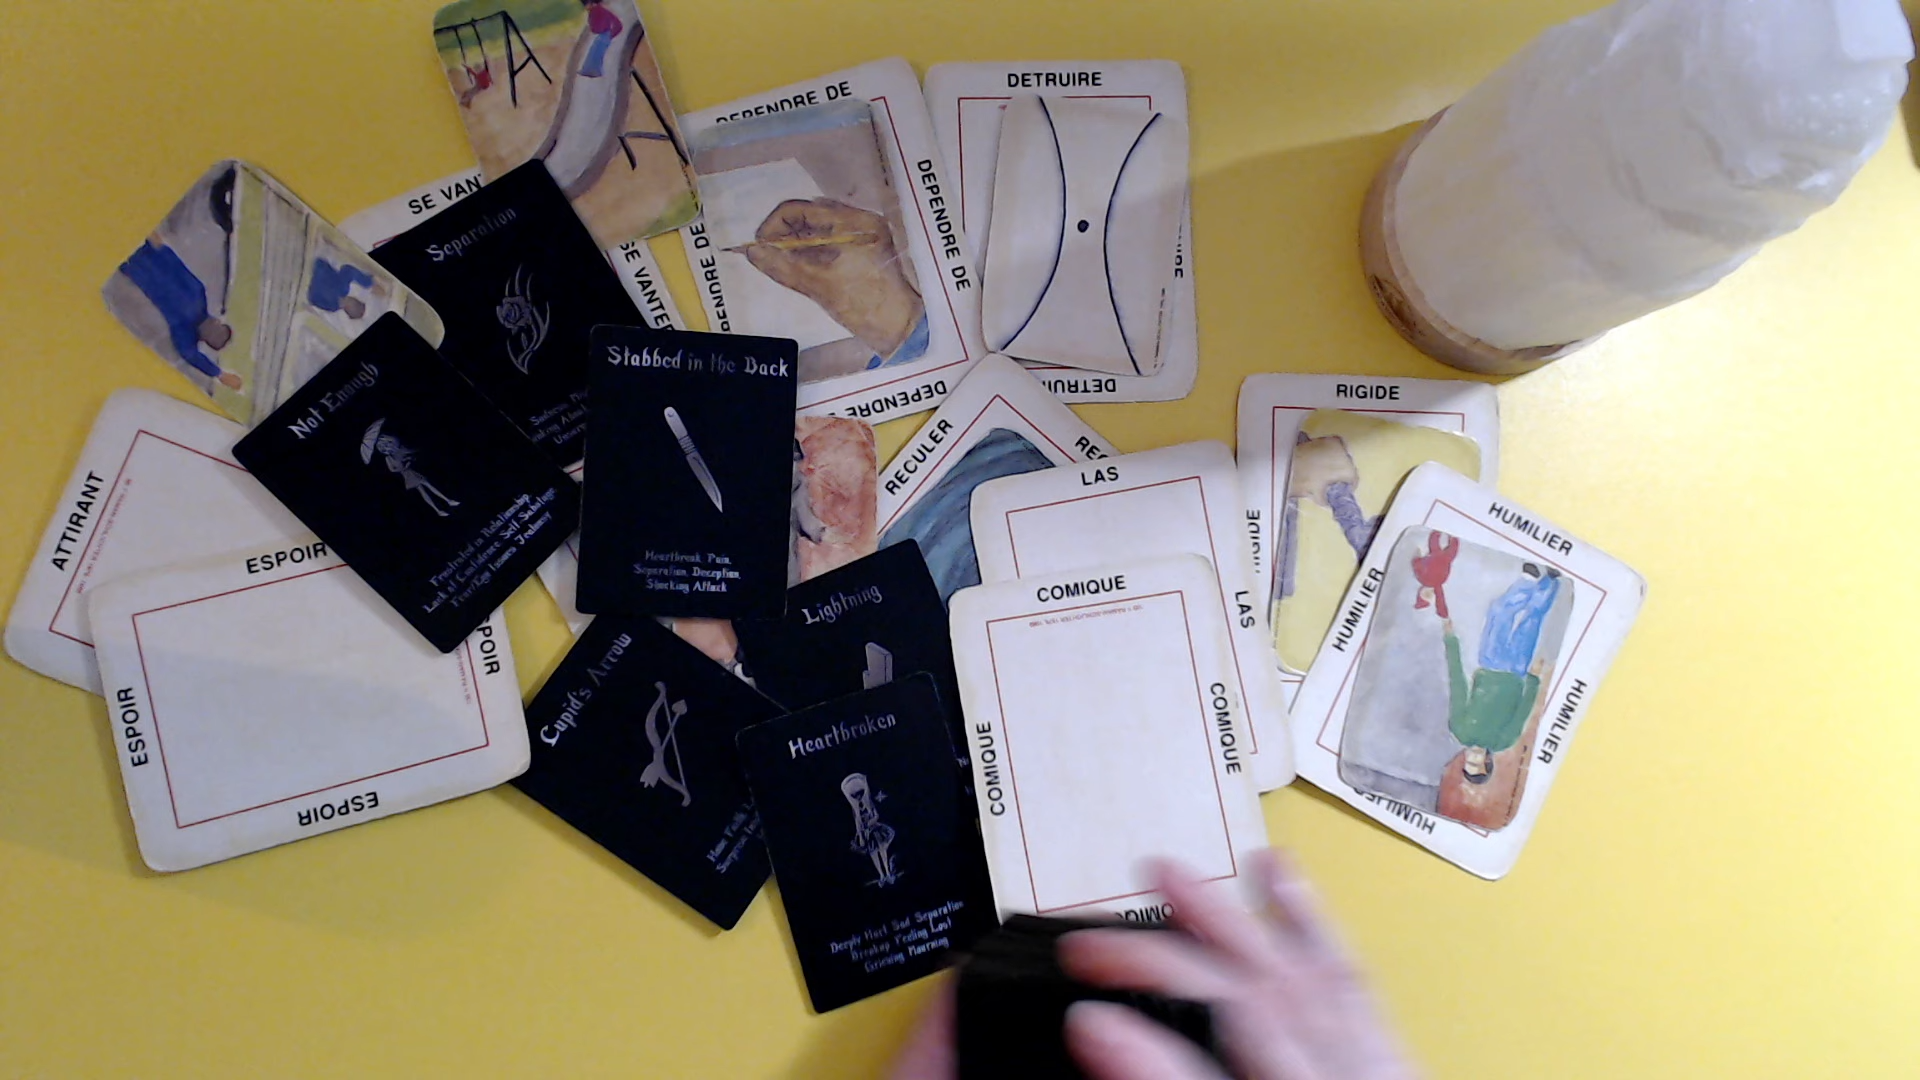 DETRUIRE
DETRUI
DEPENDRE DE
DEPENDRE DE
DEPENDRE
SE VANTER
Separation
Stabbed in the Back
Heartbreak Pain,
Separation, Deception,
Shocking Attack
Not Enough
Frustrated in Relationship
Lack of Confidence Self-Sabotage
Fear/Ego Issues Jealousy
RIGIDE
RECULER
LAS
LAS
HUMILIER
HUMILIER
HUMILIER
HUMILIER
ATTIRANT
ESPOIR
ESPOIR
ESPOIR
Lightning
Cupid's Arrow
COMIQUE
COMIQUE
COMIQUE
Heartbroken
Deeply Hurt Sad Separation
Breakup Feeling Lost
Grieving Mourning